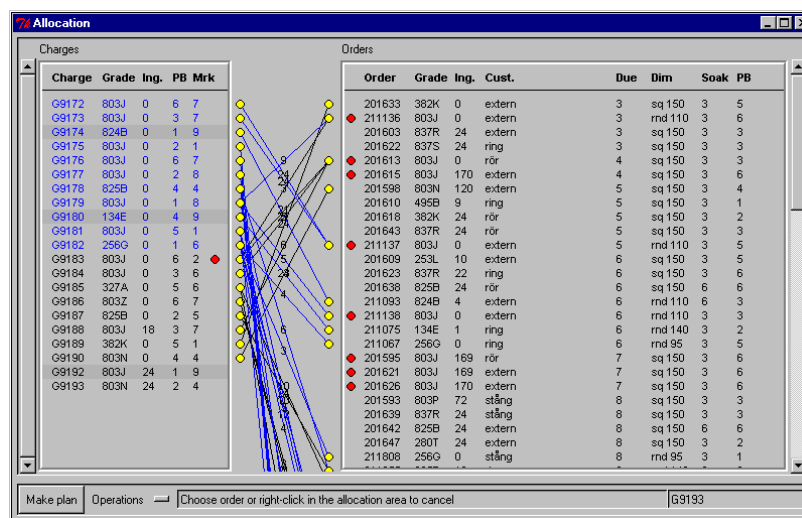 Allocation
Charges
Charge Grade Ing. PB Mrk
G9172 803J 0 6 7
G9173 803J 0 3 7
G9174 824B 0 1 9
G9175 803J 0 2 1
G9176 803J 0 6 7
G9177 803J 0 2 8
G9178 825B 0 4 4
G9179 803J 0 1 8
G9180 134E 0 4 9
G9181 803J 0 5 1
G9182 256G 0 1 6
G9183 803J 0 6 2
G9184 803J 0 3 6
G9185 327A 0 5 6
G9186 803Z 0 6 7
G9187 825B 0 2 5
G9188 803J 18 3 7
G9189 382K 0 5 1
G9190 803N 0 4 4
G9192 803J 24 1 9
G9193 803N 24 2 4
9
24
6
5
4
6
3
4
Orders
Order Grade Ing. Cust. Due Dim Soak PB
201633 382K 0 extern 3 sq 150 3 5
211136 803J 0 extern 3 rnd 110 3 6
201603 837R 24 extern 3 sq 150 3 3
201622 837S 24 ring 3 sq 150 3 3
201613 803J 0 rör 4 sq 150 3 3
201615 803J 170 extern 4 sq 150 3 6
201598 803N 120 extern 5 sq 150 3 4
201610 495B 9 ring 5 sq 150 3 1
201618 382K 24 rör 5 sq 150 3 2
201643 837R 24 rör 5 sq 150 3 3
211137 803J 0 extern 5 rnd 110 3 5
201609 253L 10 extern 6 sq 150 3 5
201623 837R 22 ring 6 sq 150 3 3
201638 825B 24 rör 6 sq 150 6 6
211093 824B 4 extern 6 rnd 110 6 3
211138 803J 0 extern 6 rnd 110 3 3
211075 134E 1 ring 6 rnd 140 3 2
211067 256G 0 ring 6 rnd 95 3 5
201595 803J 169 rör 7 sq 150 3 6
201621 803J 169 extern 7 sq 150 3 6
201626 803J 170 extern 7 sq 150 3 6
201593 803P 72 stång 8 sq 150 3 3
201639 837R 24 stång 8 sq 150 3 3
201642 825B 24 extern 8 sq 150 6 6
201647 280T 24 extern 8 sq 150 3 2
211808 256G 0 stång 8 rnd 95 3 1
Make plan Operations Choose order or right-click in the allocation area to cancel G9193